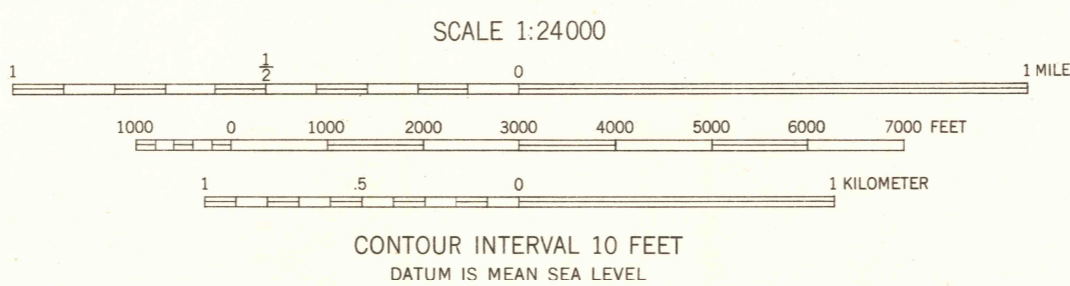 SCALE 1:24000
1 1/2 0 1 MILE
1000 0 1000 2000 3000 4000 5000 6000 7000 FEET
1 .5 0 1 KILOMETER
CONTOUR INTERVAL 10 FEET
DATUM IS MEAN SEA LEVEL